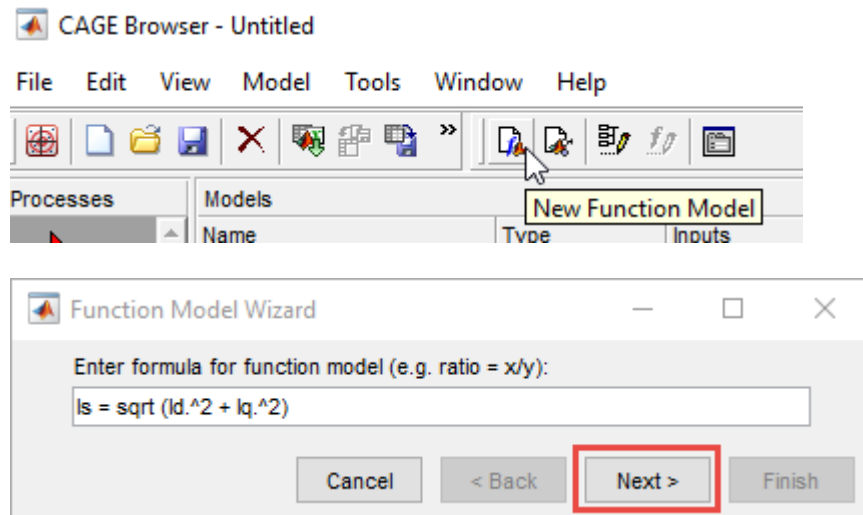 CAGE Browser - Untitled
File Edit View Model Tools Window Help
»
Processes Models
New Function Model
Name Type Inputs
Function Model Wizard
Enter formula for function model (e.g. ratio = x/y):
Is = sqrt (Id.^2 + Iq.^2)
Cancel < Back Next > Finish